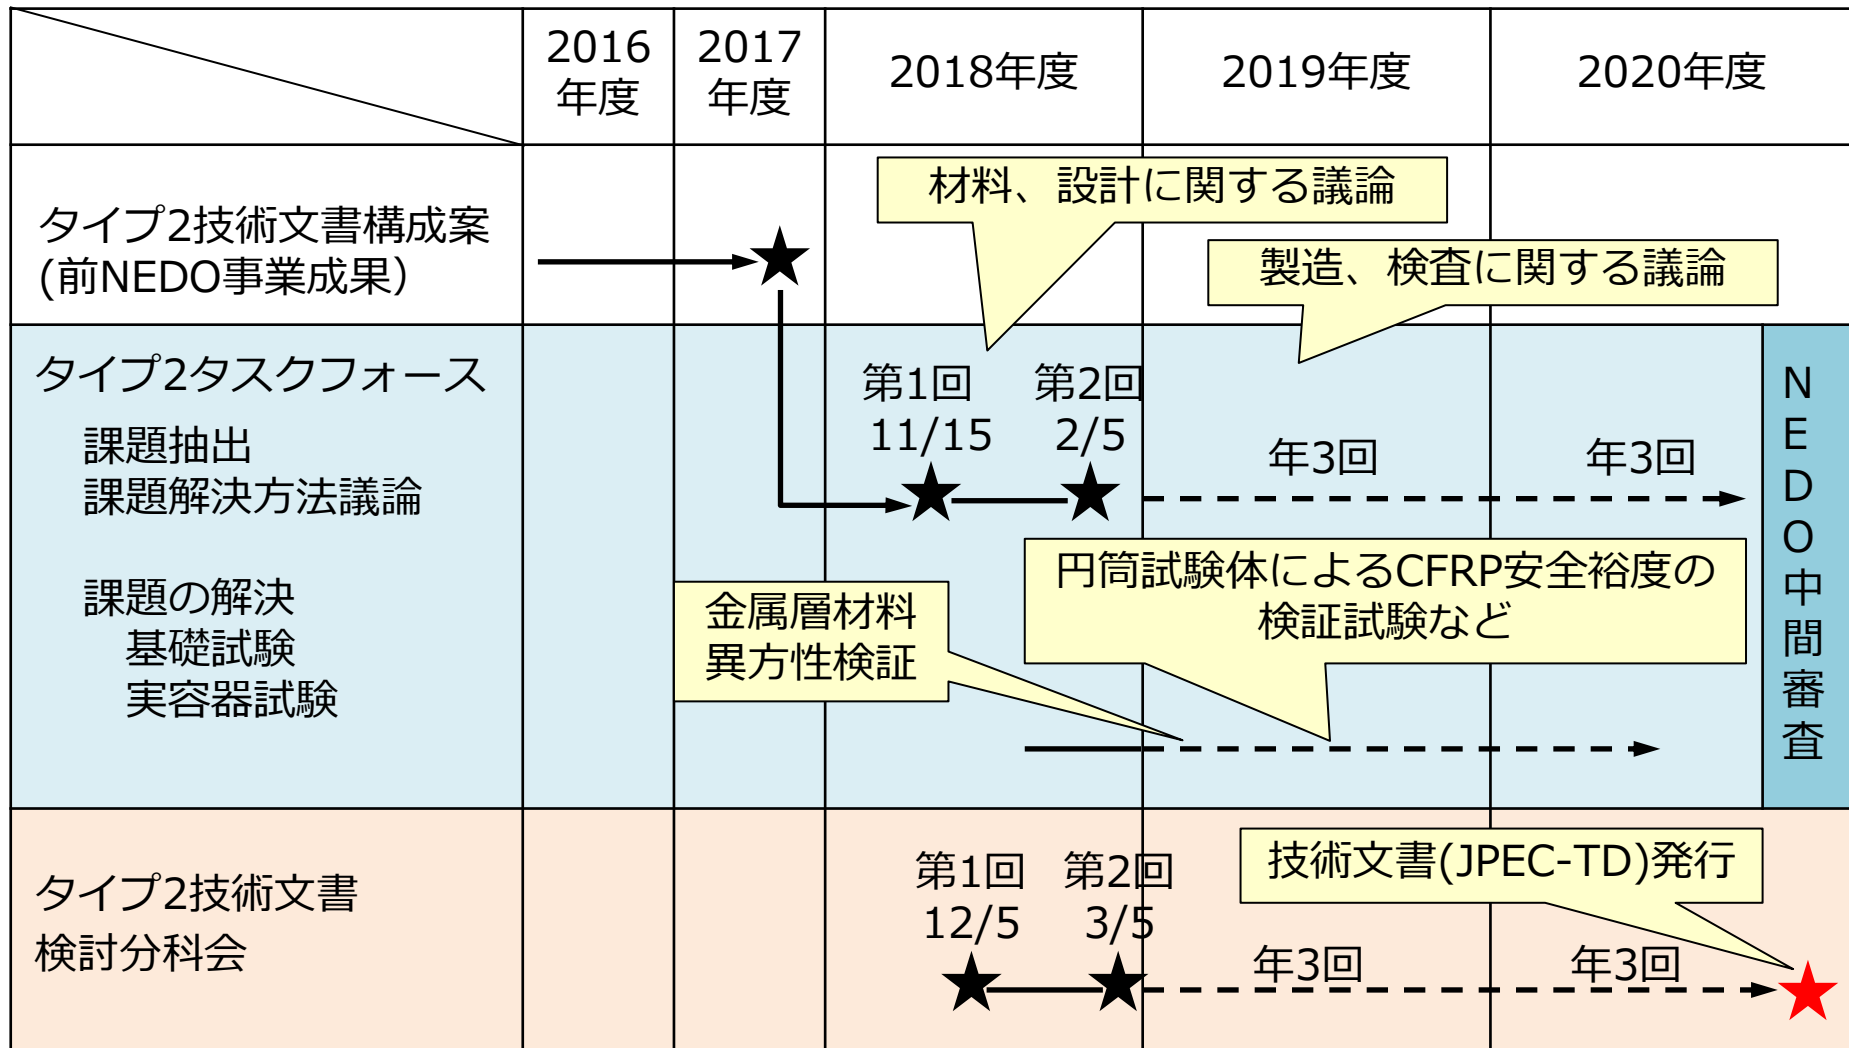 2016
年度
2017
年度
2018年度
2019年度
2020年度
タイプ2技術文書構成案
(前NEDO事業成果）
材料、設計に関する議論
製造、検査に関する議論
タイプ2タスクフォース
課題抽出
課題解決方法議論
課題の解決
基礎試験
実容器試験
第1回
11/15
第2回
2/5
年3回
年3回
金属層材料
異方性検証
円筒試験体によるCFRP安全裕度の
検証試験など
NEDO中間審査
タイプ2技術文書
検討分科会
第1回
12/5
第2回
3/5
年3回
年3回
技術文書(JPEC-TD)発行